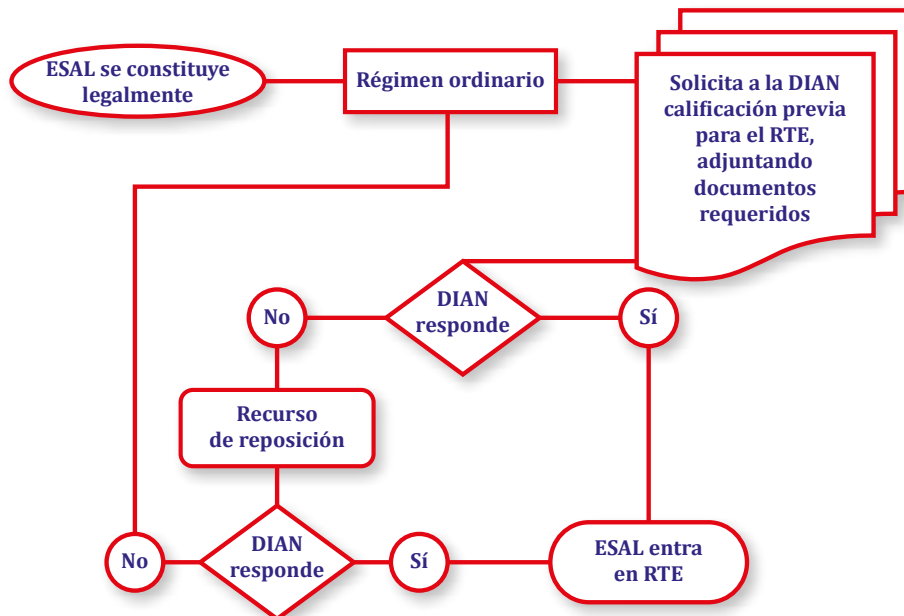 ESAL se constituye
legalmente
Régimen ordinario
Solicita a la DIAN
calificación previa
para el RTE,
adjuntando
documentos
requeridos
DIAN
responde
No
Sí
Recurso
de reposición
DIAN
responde
No
Sí
ESAL entra
en RTE